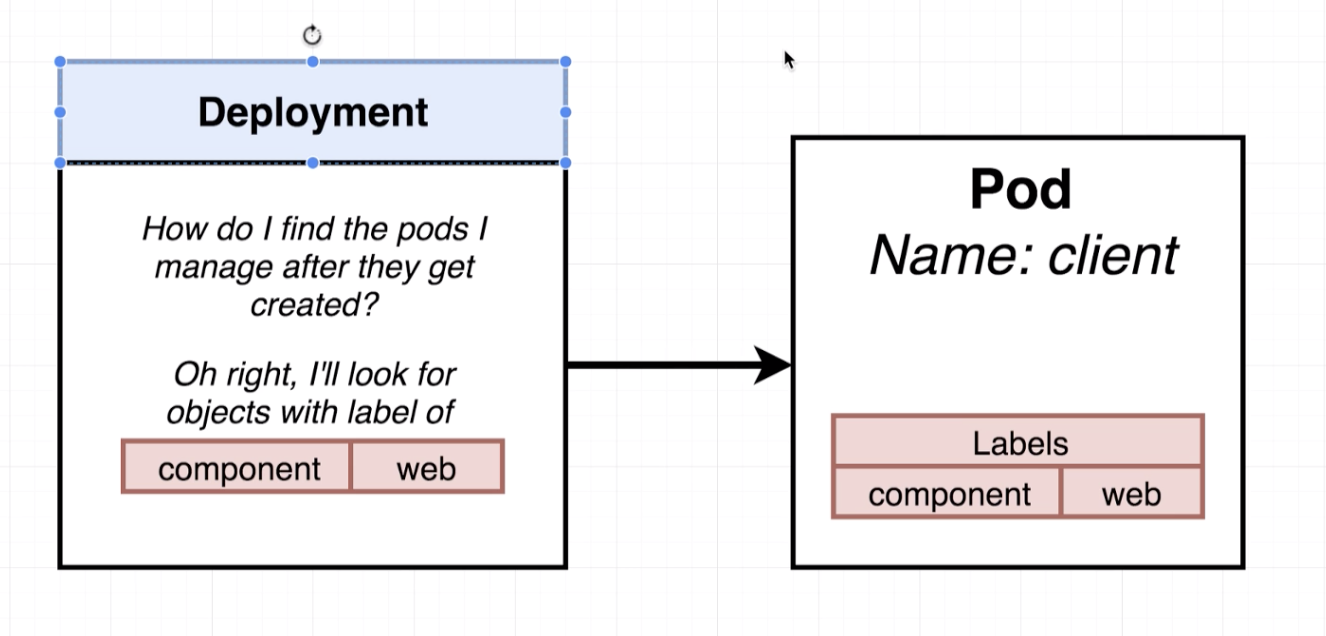 Deployment
How do I find the pods I
manage after they get
created?
Oh right, I'll look for
objects with label of
component web
Pod
Name: client
Labels
component web